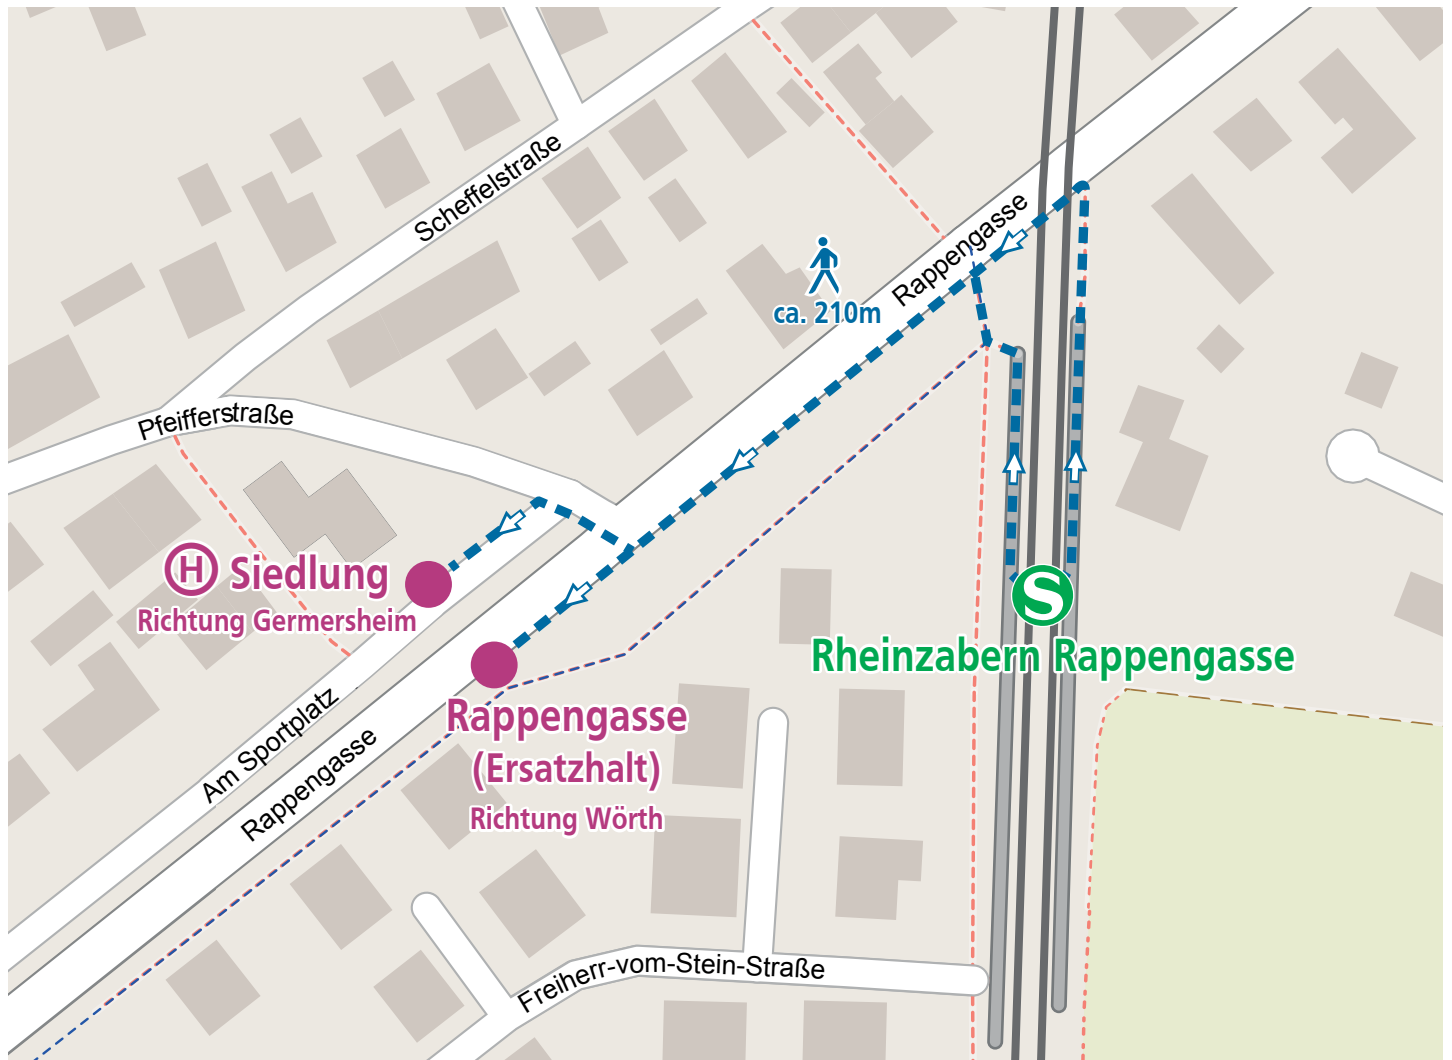 Scheffelstraße
Rappengasse
ca. 210m
Pfeifferstraße
H Siedlung
Richtung Germersheim
S
Rheinzabern Rappengasse
Rappengasse
(Ersatzhalt)
Richtung Wörth
Am Sportplatz
Rappengasse
Freiherr-vom-Stein-Straße